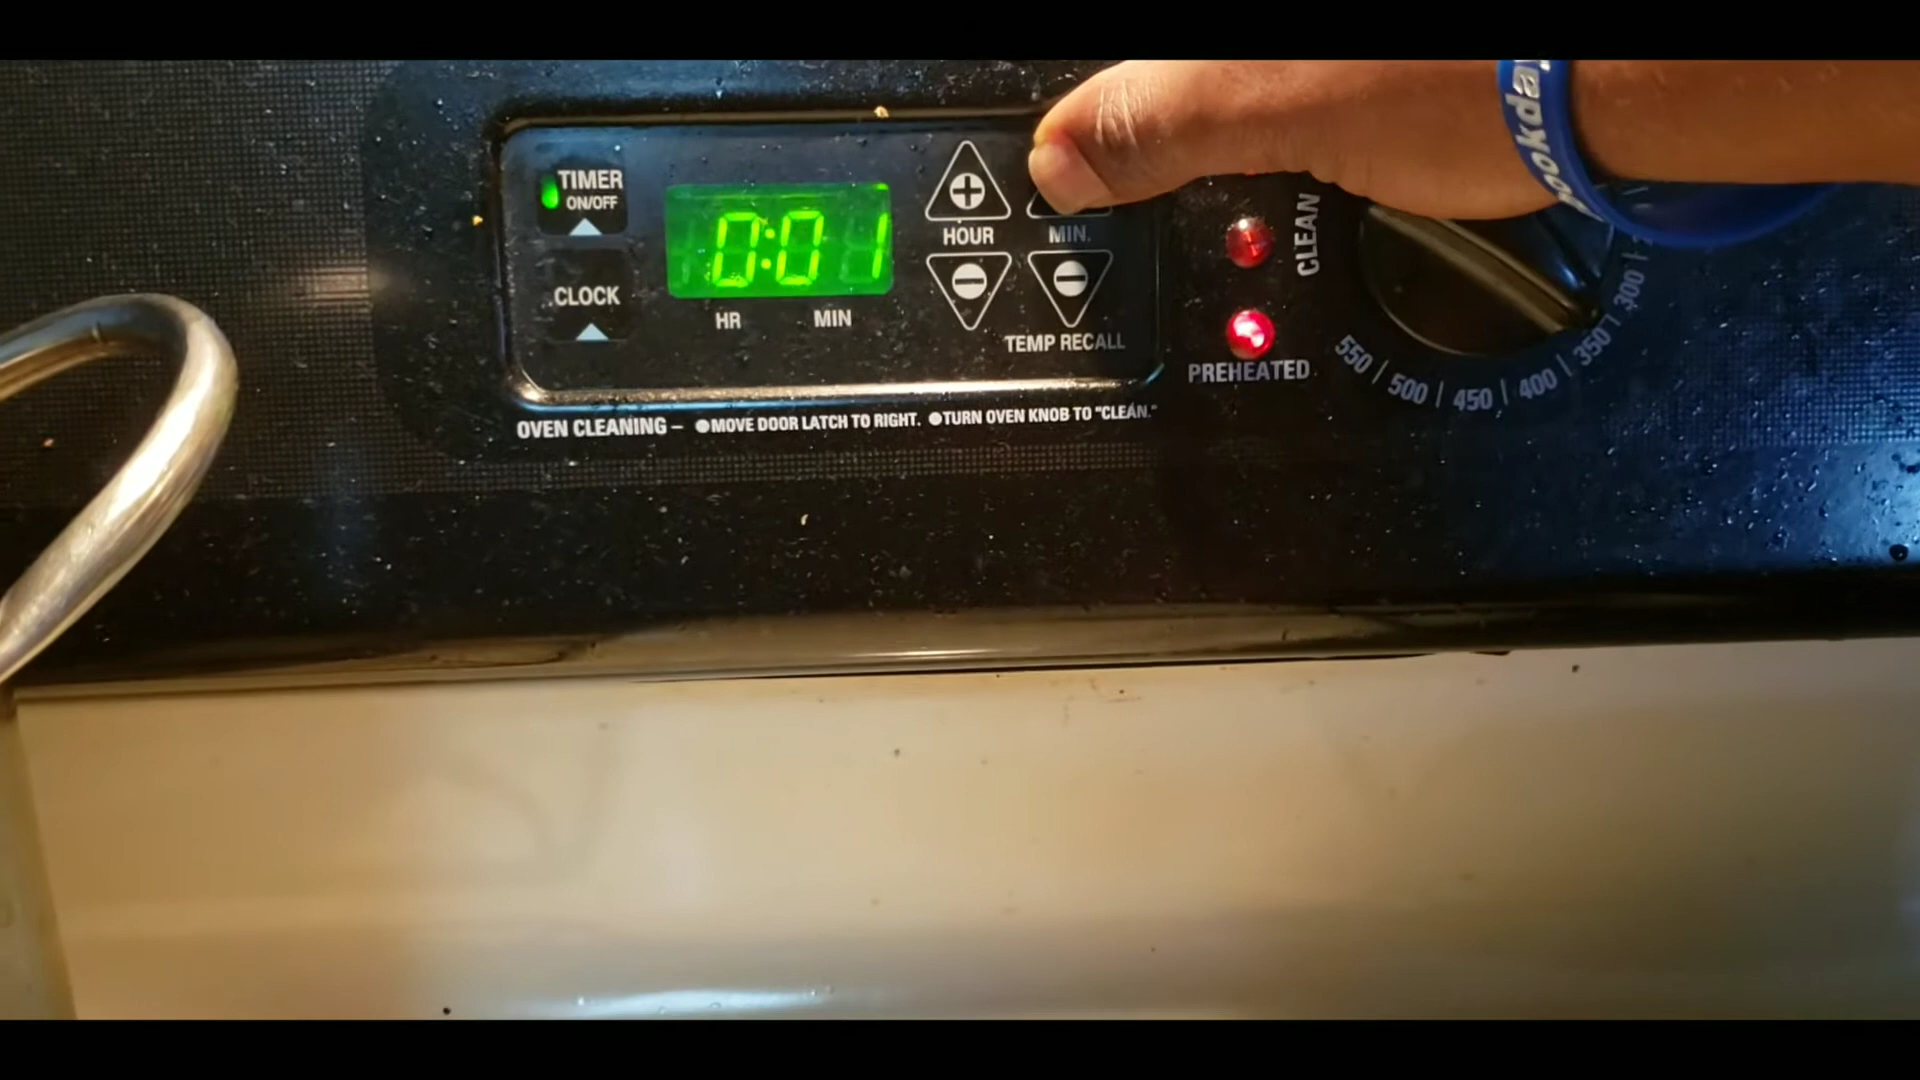 TIMER
ON/OFF
CLOCK
0:01
HR MIN
HOUR MIN.
TEMP RECALL
CLEAN
PREHEATED
550 500 450 400 350 300
OVEN CLEANING – ●MOVE DOOR LATCH TO RIGHT. ●TURN OVEN KNOB TO "CLEAN."